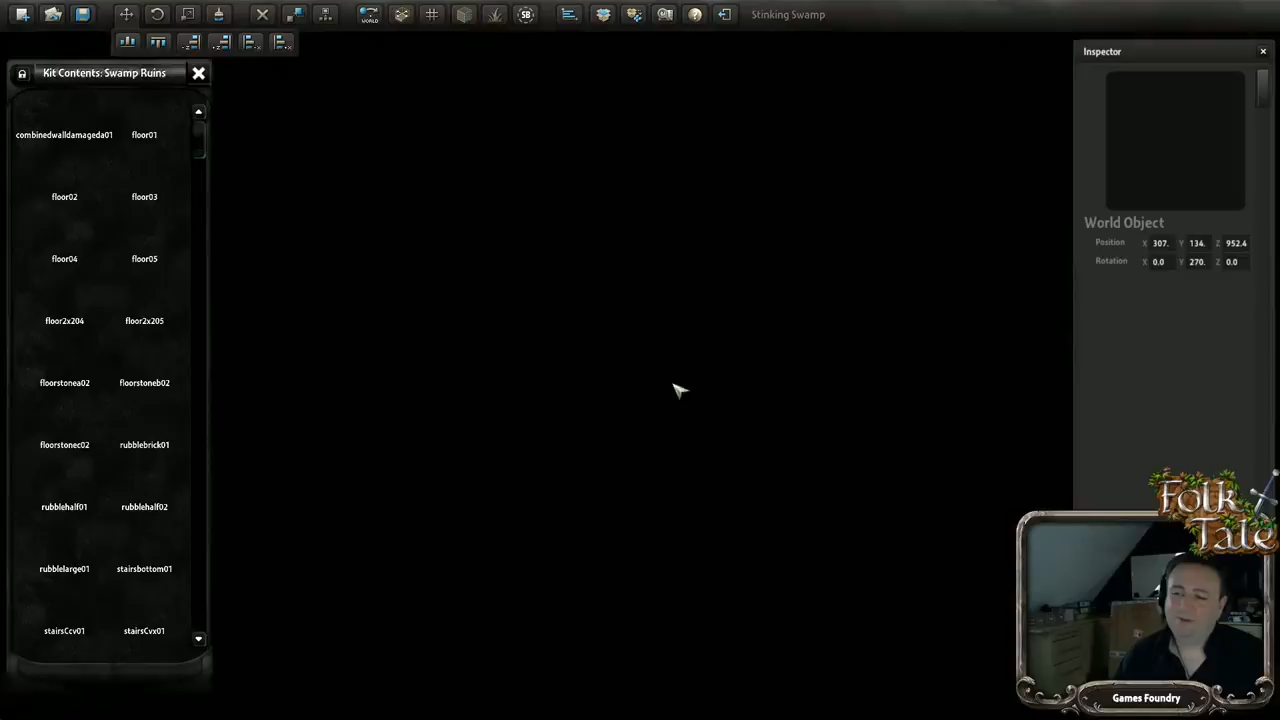 WORLD
SB
Stinking Swamp
Kit Contents: Swamp Ruins
combinedwalldamageda01 floor01
floor02 floor03
floor04 floor05
floor2x204 floor2x205
floorstonea02 floorstoneb02
floorstonec02 rubblebrick01
rubblehalf01 rubblehalf02
rubblelarge01 stairsbottom01
stairsCcv01 stairsCvx01
Inspector
World Object
Position X 307. Y 134. Z 952.4
Rotation X 0.0 Y 270. Z 0.0
Folk
Tale
Games Foundry